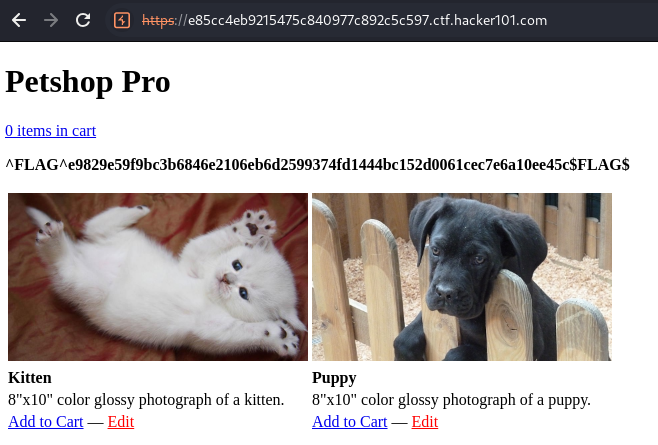 https://e85cc4eb9215475c840977c892c5c597.ctf.hacker101.com
Petshop Pro
0 items in cart
^FLAG^e9829e59f9bc3b6846e2106eb6d2599374fd1444bc152d0061cec7e6a10ee45c$FLAG$
Kitten
8"x10" color glossy photograph of a kitten.
Add to Cart — Edit
Puppy
8"x10" color glossy photograph of a puppy.
Add to Cart — Edit